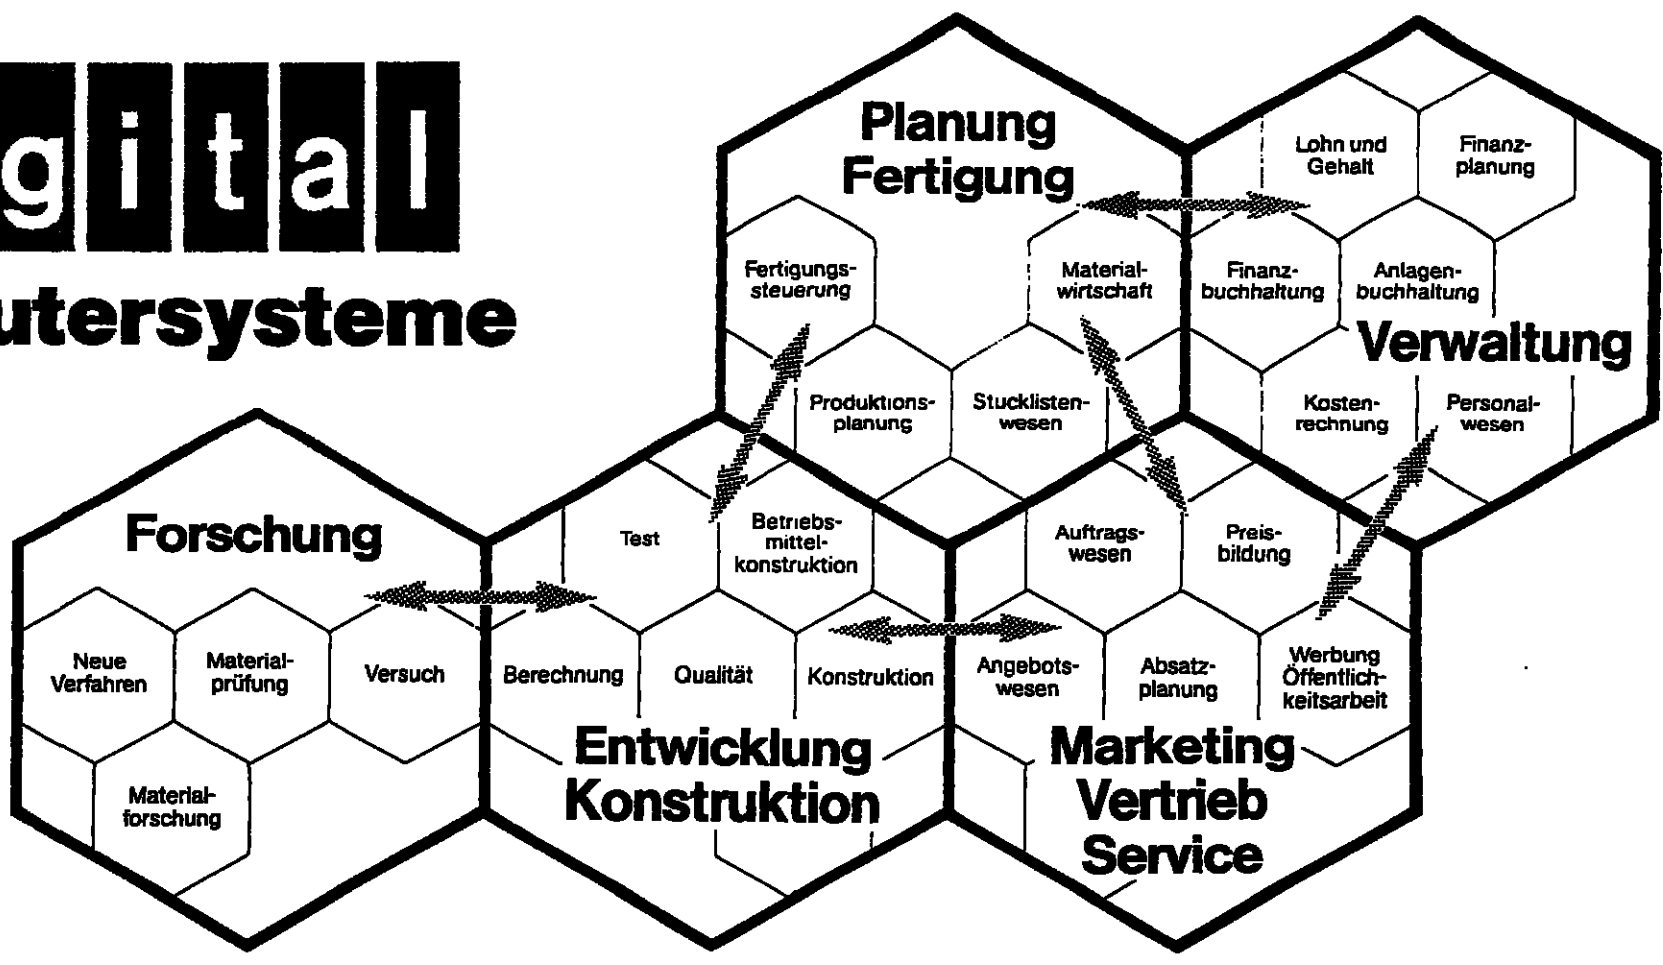 gital
utersysteme
Planung
Fertigung
Fertigungs-
steuerung
Material-
wirtschaft
Produktions-
planung
Stucklisten-
wesen
Lohn und
Gehalt
Finanz-
planung
Finanz-
buchhaltung
Anlagen-
buchhaltung
Verwaltung
Kosten-
rechnung
Personal-
wesen
Forschung
Neue
Verfahren
Material-
prüfung
Versuch
Material-
forschung
Test
Betriebs-
mittel-
konstruktion
Berechnung
Qualität
Konstruktion
Entwicklung
Konstruktion
Auftrags-
wesen
Preis-
bildung
Angebots-
wesen
Absatz-
planung
Werbung
Öffentlich-
keitsarbeit
Marketing
Vertrieb
Service